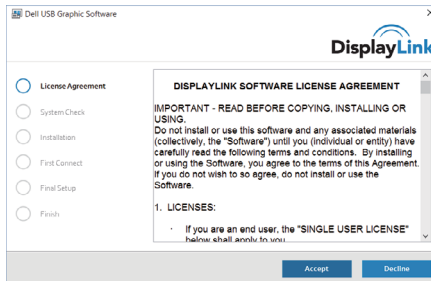 Dell USB Graphic Software
DisplayLink
License Agreement
System Check
Installation
First Connect
Final Setup
Finish
DISPLAYLINK SOFTWARE LICENSE AGREEMENT
IMPORTANT - READ BEFORE COPYING, INSTALLING OR
USING.
Do not install or use this software and any associated materials
(collectively, the "Software") until you (individual or entity) have
carefully read the following terms and conditions. By installing
or using the Software, you agree to the terms of this Agreement.
If you do not wish to so agree, do not install or use the
Software.
1. LICENSES:
· If you are an end user, the "SINGLE USER LICENSE"
below shall apply to you
Accept
Decline